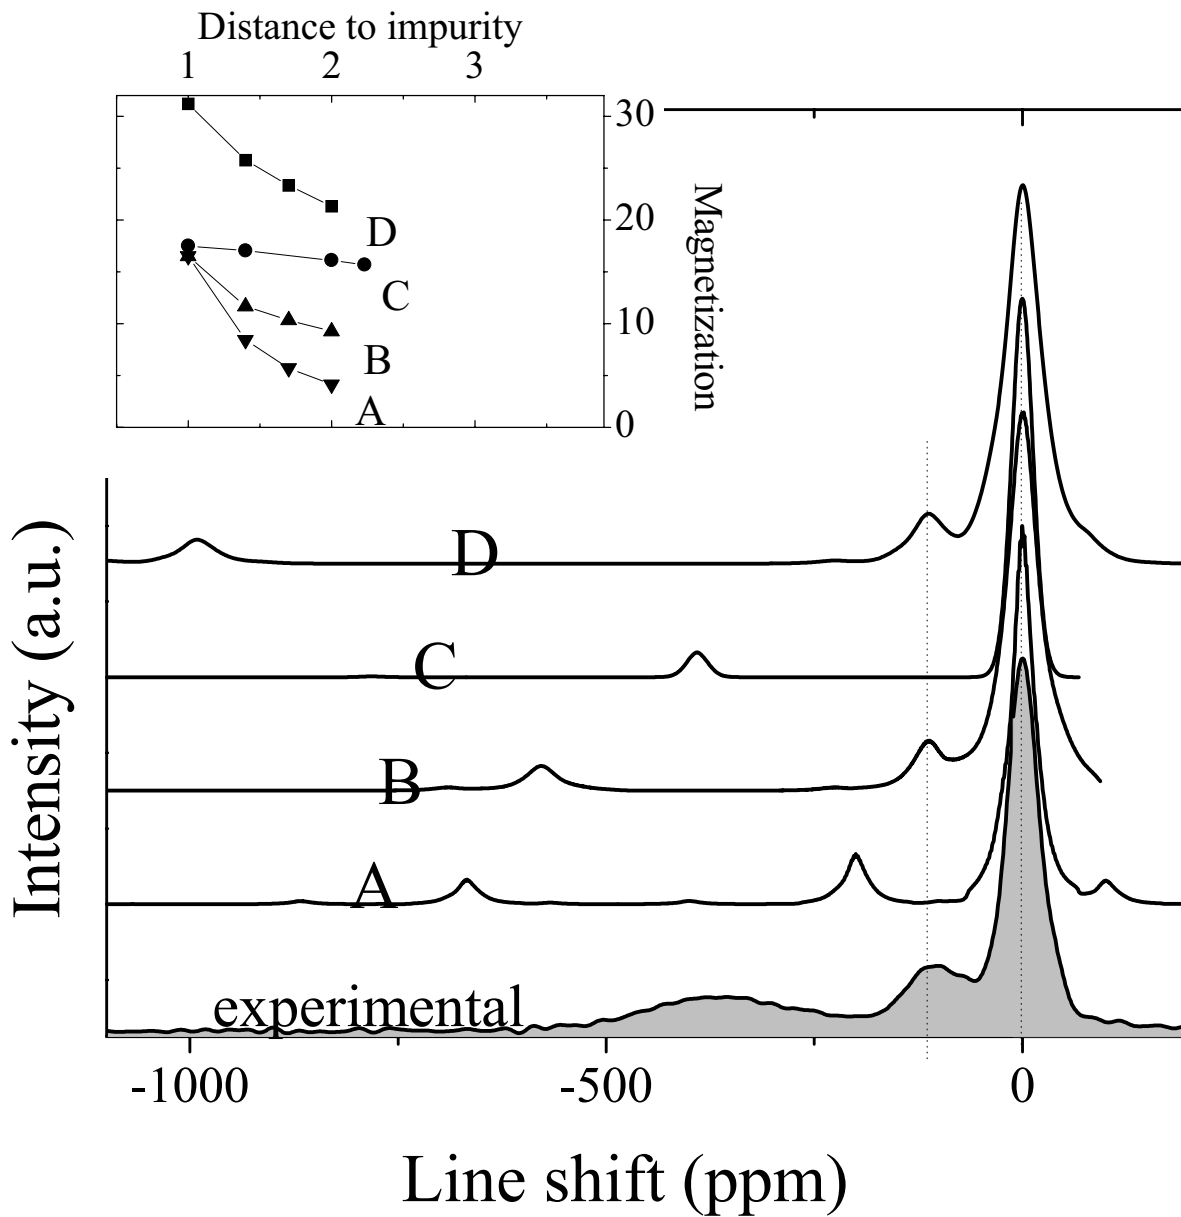 Distance to impurity
1 2 3
30
20
10
0
Magnetization
D
C
B
A
D
C
B
A
experimental
Intensity (a.u.)
-1000 -500 0
Line shift (ppm)